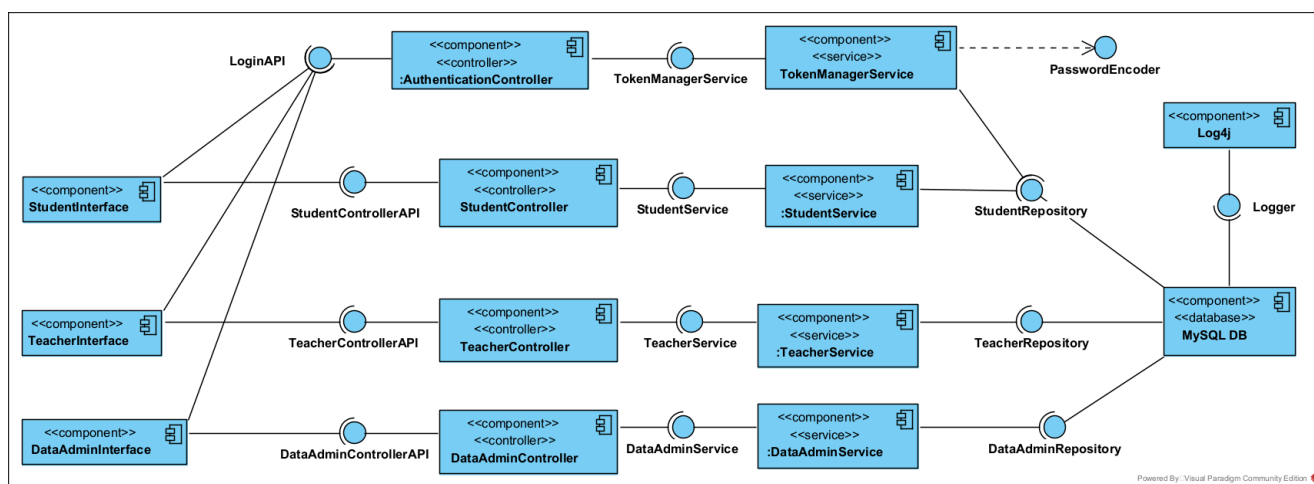 <<component>>
<<controller>>
:AuthenticationController
LoginAPI
TokenManagerService
<<component>>
<<service>>
TokenManagerService
PasswordEncoder
<<component>>
Log4j
<<component>>
StudentInterface
StudentControllerAPI
<<component>>
<<controller>>
StudentController
StudentService
<<component>>
<<service>>
:StudentService
StudentRepository
Logger
<<component>>
TeacherInterface
TeacherControllerAPI
<<component>>
<<controller>>
TeacherController
TeacherService
<<component>>
<<service>>
:TeacherService
TeacherRepository
<<component>>
<<database>>
MySQL DB
<<component>>
DataAdminInterface
DataAdminControllerAPI
<<component>>
<<controller>>
DataAdminController
DataAdminService
<<component>>
<<service>>
:DataAdminService
DataAdminRepository
Powered By Visual Paradigm Community Edition